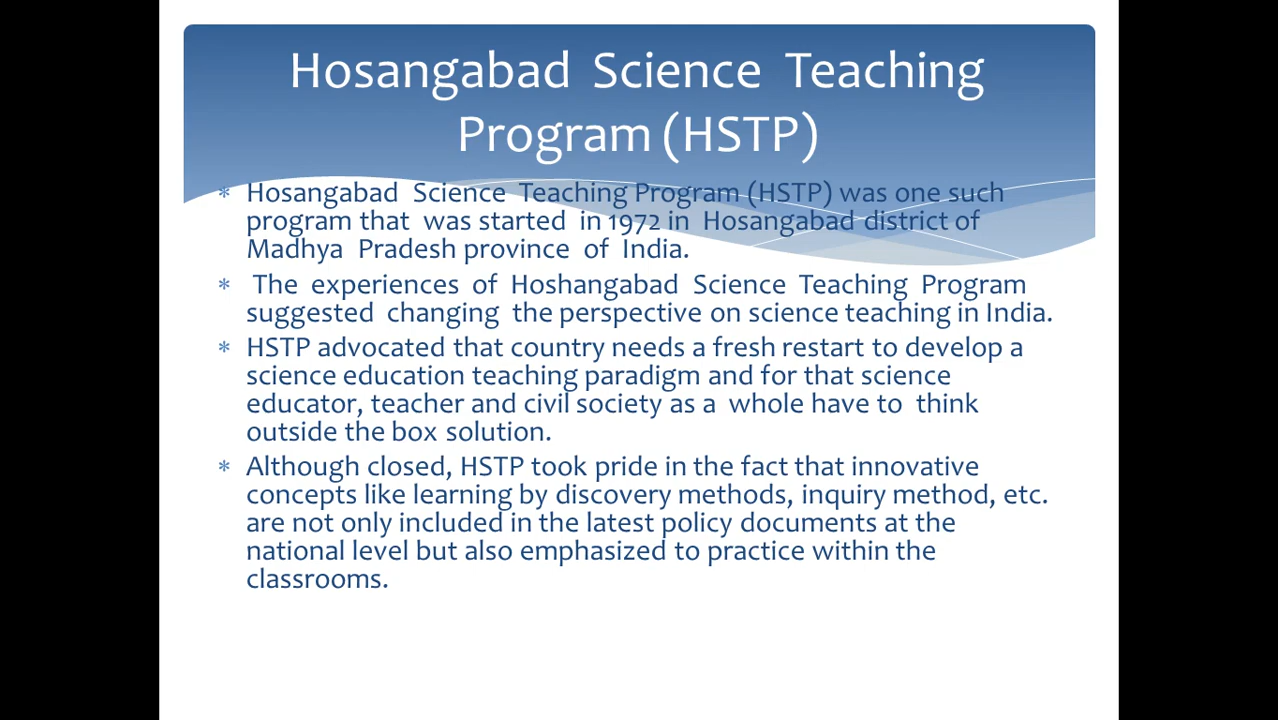 Hosangabad Science Teaching
Program (HSTP)
* Hosangabad Science Teaching Program (HSTP) was one such
program that was started in 1972 in Hosangabad district of
Madhya Pradesh province of India.
* The experiences of Hoshangabad Science Teaching Program
suggested changing the perspective on science teaching in India.
* HSTP advocated that country needs a fresh restart to develop a
science education teaching paradigm and for that science
educator, teacher and civil society as a whole have to think
outside the box solution.
* Although closed, HSTP took pride in the fact that innovative
concepts like learning by discovery methods, inquiry method, etc.
are not only included in the latest policy documents at the
national level but also emphasized to practice within the
classrooms.